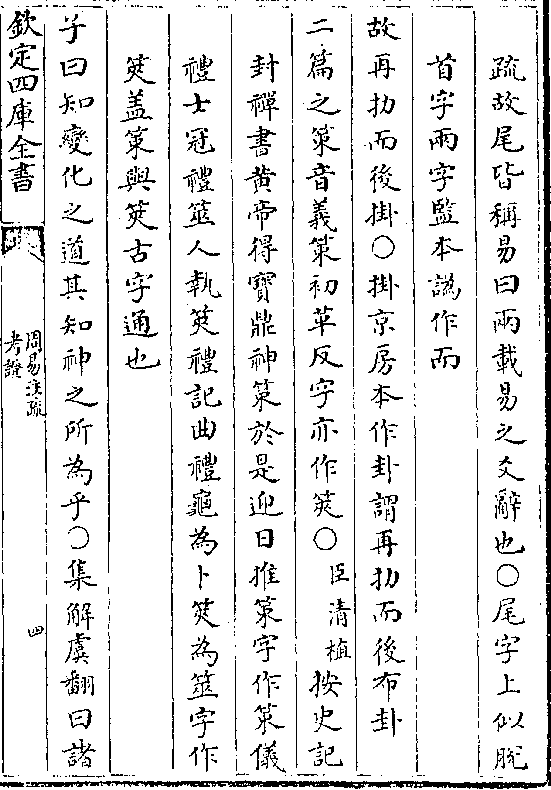 疏故尾皆稱易曰兩載易之爻辭也○尾字上似脫
首字兩字監本譌作而
故再扐而後掛○掛京房本作卦謂再扐而後布卦
二篇之策音義策初革反字亦作筴○臣清植按史記
封禪書黄帝得寶鼎神策於是迎日推策字作策儀
禮士冠禮筮人執筴禮記曲禮龜為卜筴為筮字作
筴盖策與筴古字通也
子曰知變化之道其知神之所為乎○集解虞翻曰諸
欽定四庫全書
周易注疏
考證
四